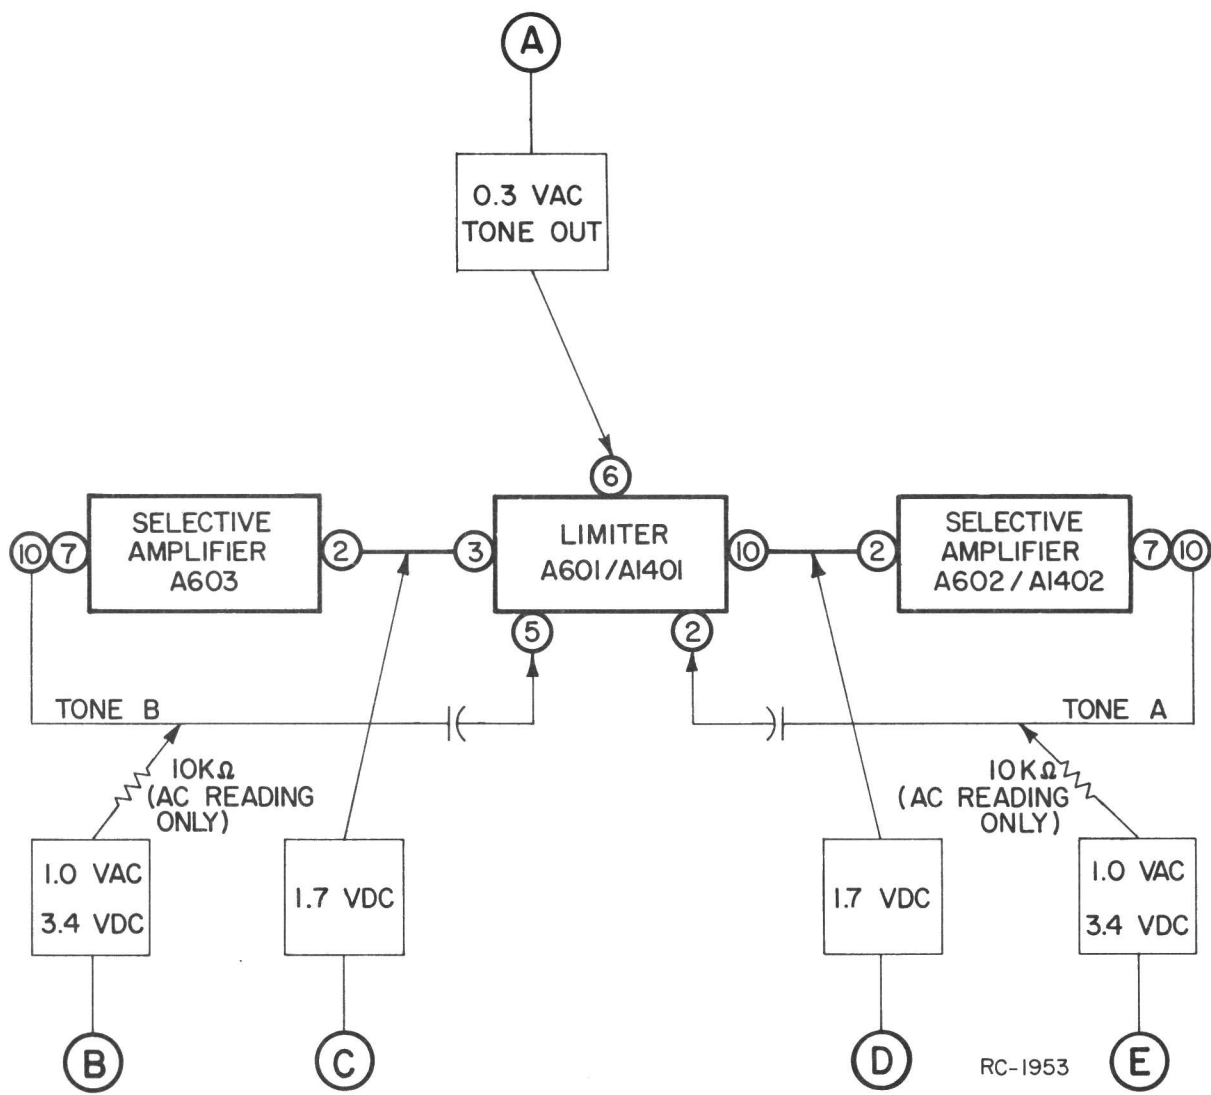 A
0.3 VAC
TONE OUT
6
SELECTIVE
AMPLIFIER
A603
10
7
2
3
LIMITER
A601/A1401
10
2
SELECTIVE
AMPLIFIER
A602/A1402
7
10
5
2
TONE B
TONE A
10KΩ
(AC READING
ONLY)
10KΩ
(AC READING
ONLY)
1.0 VAC
3.4 VDC
1.7 VDC
1.7 VDC
1.0 VAC
3.4 VDC
B
C
D
RC-1953
E